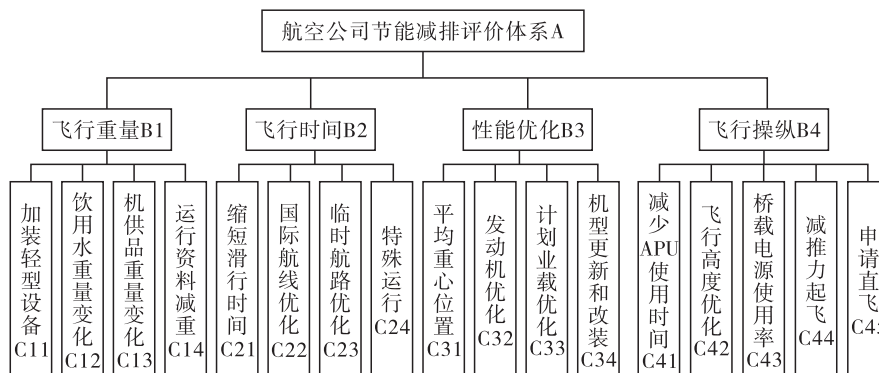 航空公司节能减排评价体系A
飞行重量B1
飞行时间B2
性能优化B3
飞行操纵B4
加装轻型设备C11
饮用水重量变化C12
机供品重量变化C13
运行资料减重C14
缩短滑行时间C21
国际航线优化C22
临时航路优化C23
特殊运行C24
平均重心位置C31
发动机优化C32
计划业载优化C33
机型更新和改装C34
减少APU使用时间C41
飞行高度优化C42
桥载电源使用率C43
减推力起飞C44
申请直飞C45